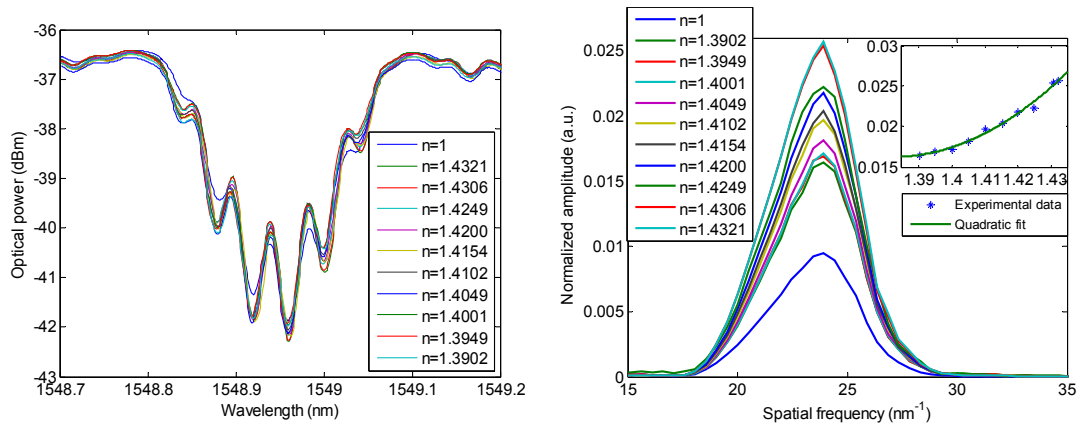 -36
-37
-38
-39
-40
-41
-42
-43
Optical power (dBm)
1548.7
1548.8
1548.9
1549
1549.1
1549.2
Wavelength (nm)
n=1
n=1.4321
n=1.4306
n=1.4249
n=1.4200
n=1.4154
n=1.4102
n=1.4049
n=1.4001
n=1.3949
n=1.3902
0.025
0.02
0.015
0.01
0.005
0
Normalized amplitude (a.u.)
15
20
25
30
35
Spatial frequency (nm-1)
n=1
n=1.3902
n=1.3949
n=1.4001
n=1.4049
n=1.4102
n=1.4154
n=1.4200
n=1.4249
n=1.4306
n=1.4321
0.03
0.025
0.02
0.015
1.39 1.4 1.41 1.42 1.43
Experimental data
Quadratic fit